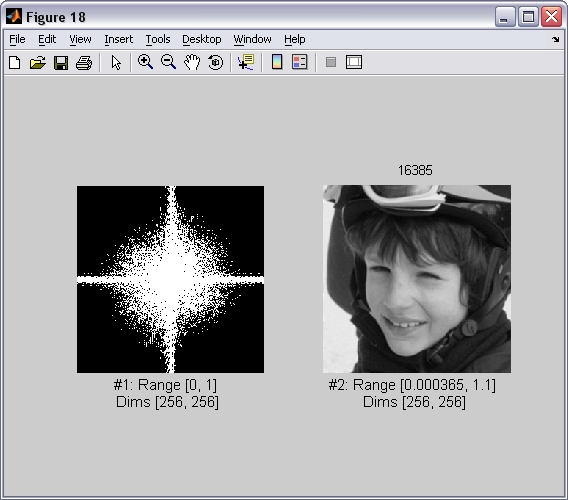 Figure 18
File Edit View Insert Tools Desktop Window Help
16385
#1: Range [0, 1]
Dims [256, 256]
#2: Range [0.000365, 1.1]
Dims [256, 256]